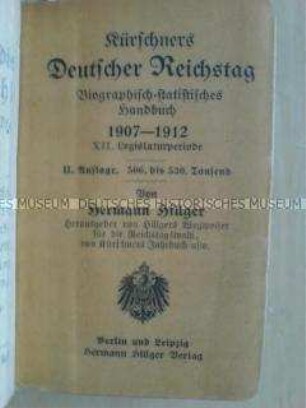 Kürschners
Deutscher Reichstag
Biographisch-statistisches
Handbuch
1907—1912
XII. Legislaturperiode
II. Auflage. 506. bis 530. Tausend
Von
Hermann Hillger
MUSEUM DEUTSCHES HISTORISCHES MUSEUM
Herausgeber von Hillgers Wegweiser
für die Reichstagswahl,
von Kürschners Jahrbuch usw.
Berlin und Leipzig
Hermann Hillger Verlag